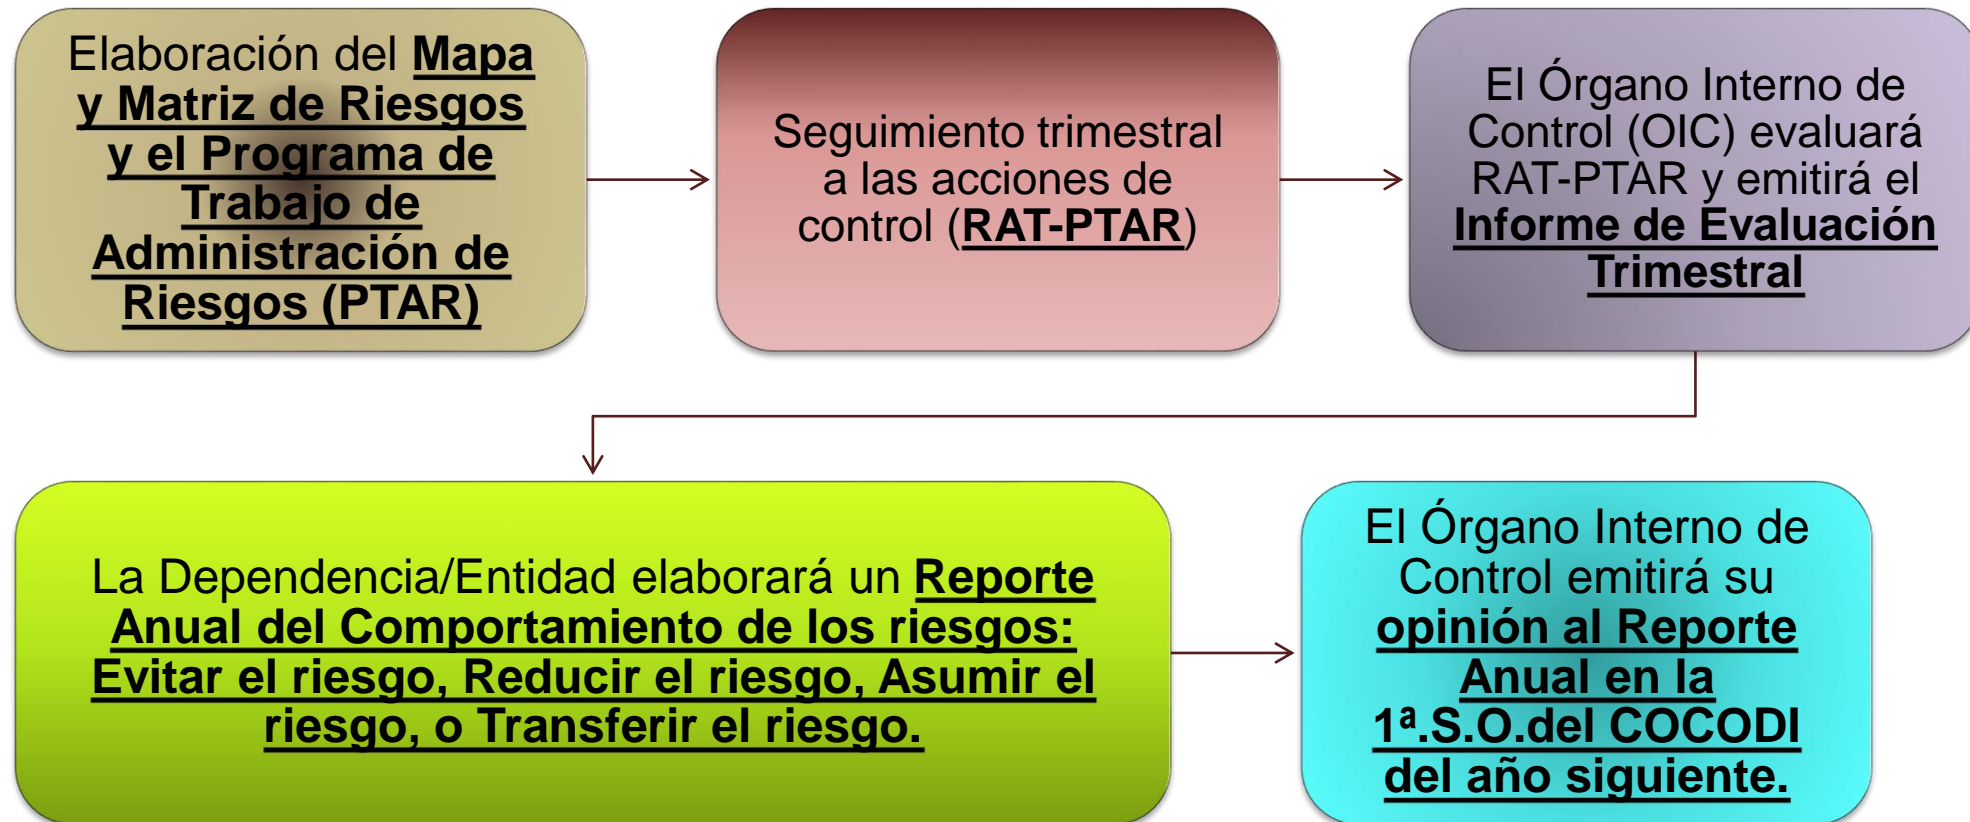 Elaboración del Mapa
y Matriz de Riesgos
y el Programa de
Trabajo de
Administración de
Riesgos (PTAR)
Seguimiento trimestral
a las acciones de
control (RAT-PTAR)
El Órgano Interno de
Control (OIC) evaluará
RAT-PTAR y emitirá el
Informe de Evaluación
Trimestral
La Dependencia/Entidad elaborará un Reporte
Anual del Comportamiento de los riesgos:
Evitar el riesgo, Reducir el riesgo, Asumir el
riesgo, o Transferir el riesgo.
El Órgano Interno de
Control emitirá su
opinión al Reporte
Anual en la
1ª.S.O.del COCODI
del año siguiente.